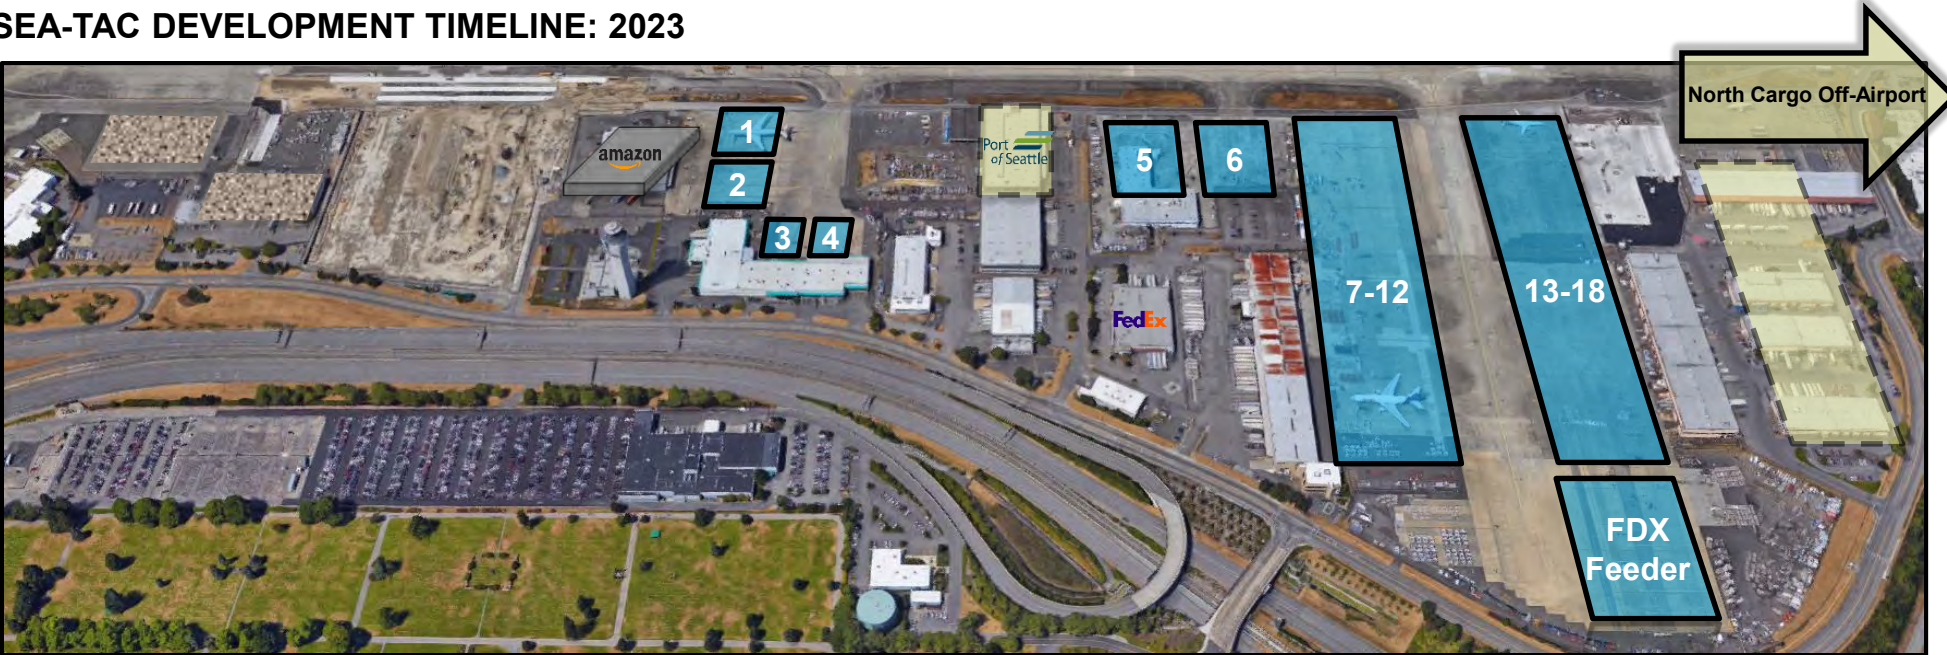 SEA-TAC DEVELOPMENT TIMELINE: 2023
North Cargo Off-Airport
1
amazon
Port
of Seattle
5
6
2
3
4
7-12
13-18
FedEx
FDX
Feeder